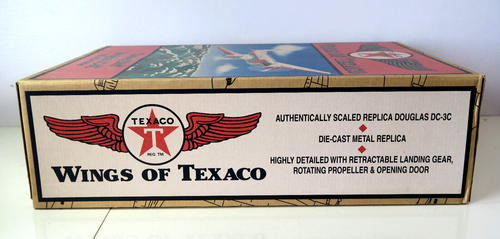 TEXACO
T
REG. TM
WINGS OF TEXACO
AUTHENTICALLY SCALED REPLICA DOUGLAS DC-3C
DIE-CAST METAL REPLICA
HIGHLY DETAILED WITH RETRACTABLE LANDING GEAR,
ROTATING PROPELLER & OPENING DOOR